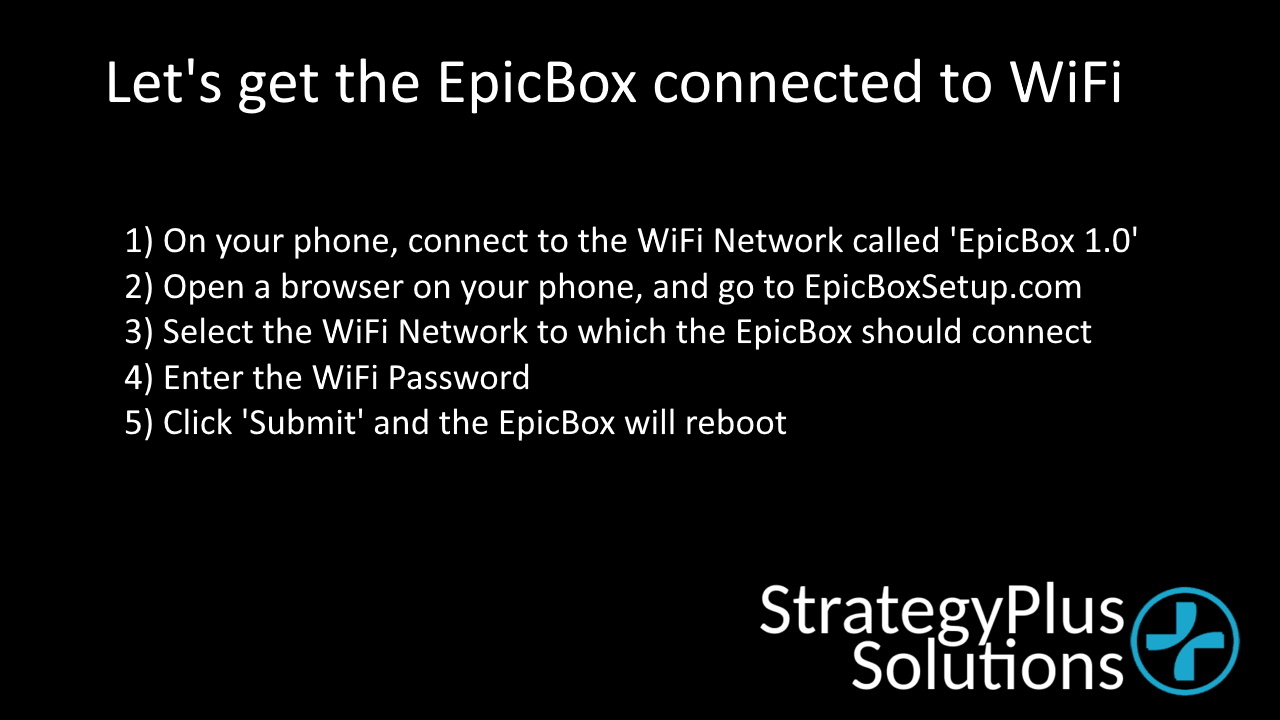 Let's get the EpicBox connected to WiFi
1) On your phone, connect to the WiFi Network called 'EpicBox 1.0'
2) Open a browser on your phone, and go to EpicBoxSetup.com
3) Select the WiFi Network to which the EpicBox should connect
4) Enter the WiFi Password
5) Click 'Submit' and the EpicBox will reboot
StrategyPlus
Solutions